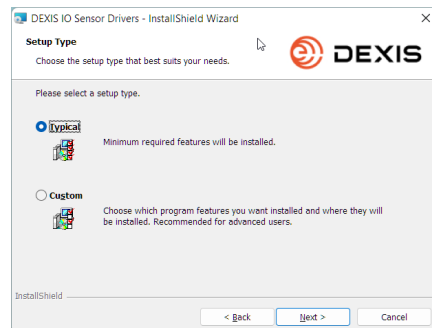 DEXIS IO Sensor Drivers - InstallShield Wizard
Setup Type
Choose the setup type that best suits your needs.
DEXIS
Please select a setup type.
Typical
Minimum required features will be installed.
Custom
Choose which program features you want installed and where they will
be installed. Recommended for advanced users.
InstallShield
< Back
Next >
Cancel